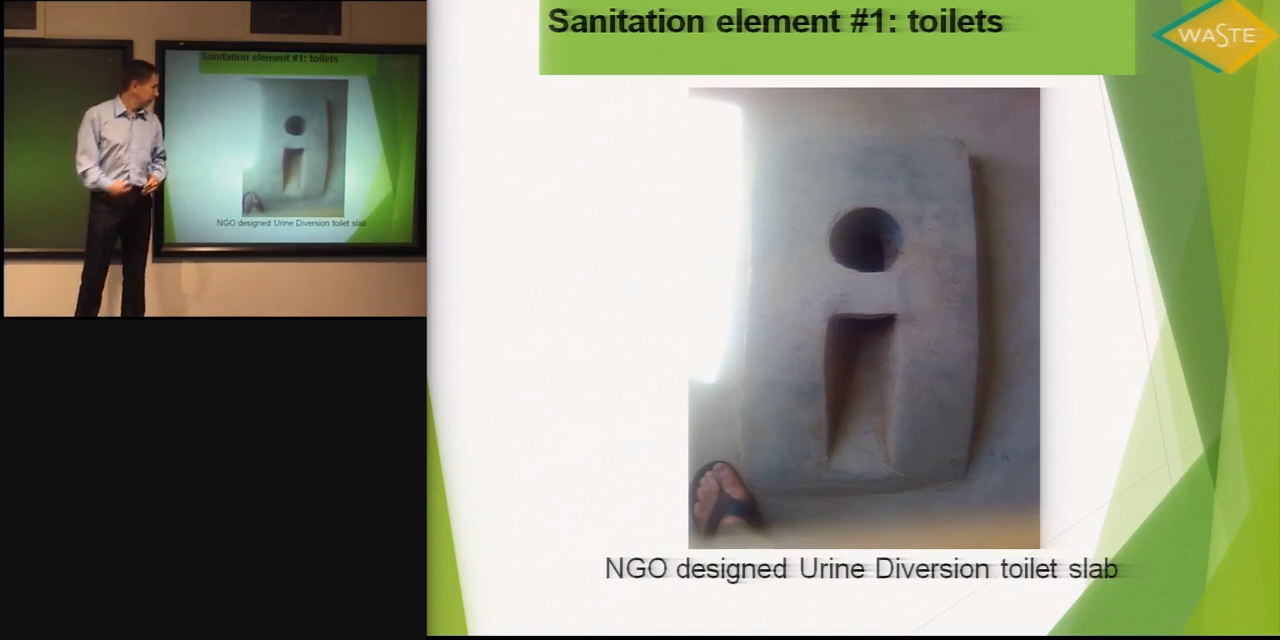 Sanitation element #1: toilets
NGO designed Urine Diversion toilet slab
Sanitation element #1: toilets
WASTE
NGO designed Urine Diversion toilet slab